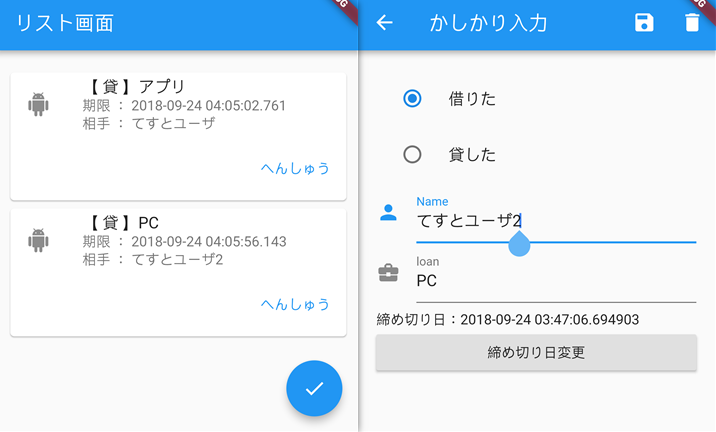 リスト画面
【 貸 】アプリ
期限 ： 2018-09-24 04:05:02.761
相手 ： てすとユーザ
へんしゅう
【 貸 】PC
期限 ： 2018-09-24 04:05:56.143
相手 ： てすとユーザ2
へんしゅう
かしかり入力
借りた
貸した
Name
てすとユーザ2
loan
PC
締め切り日：2018-09-24 03:47:06.694903
締め切り日変更